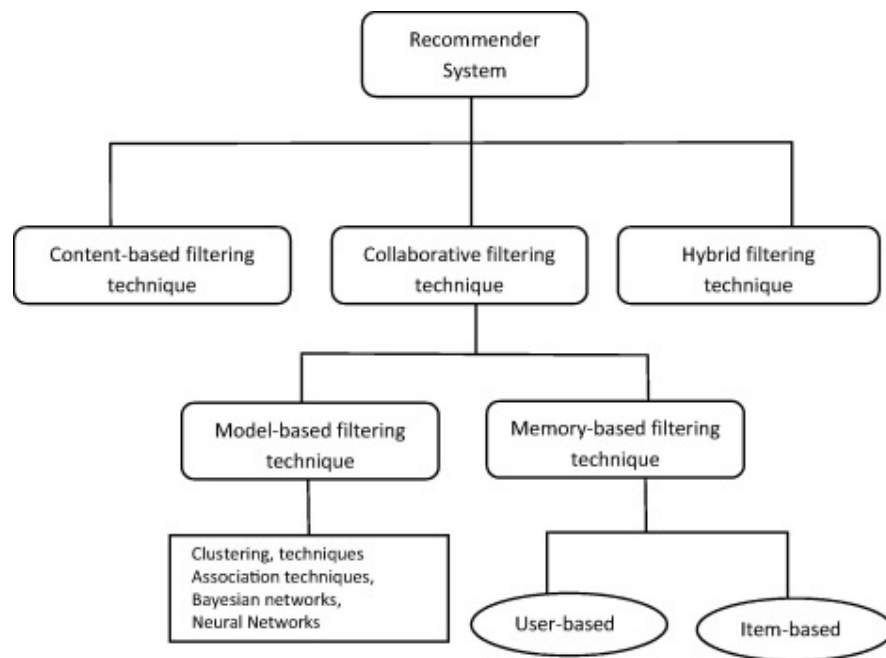 Recommender
System
Content-based filtering
technique
Collaborative filtering
technique
Hybrid filtering
technique
Model-based filtering
technique
Memory-based filtering
technique
Clustering, techniques
Association techniques,
Bayesian networks,
Neural Networks
User-based
Item-based